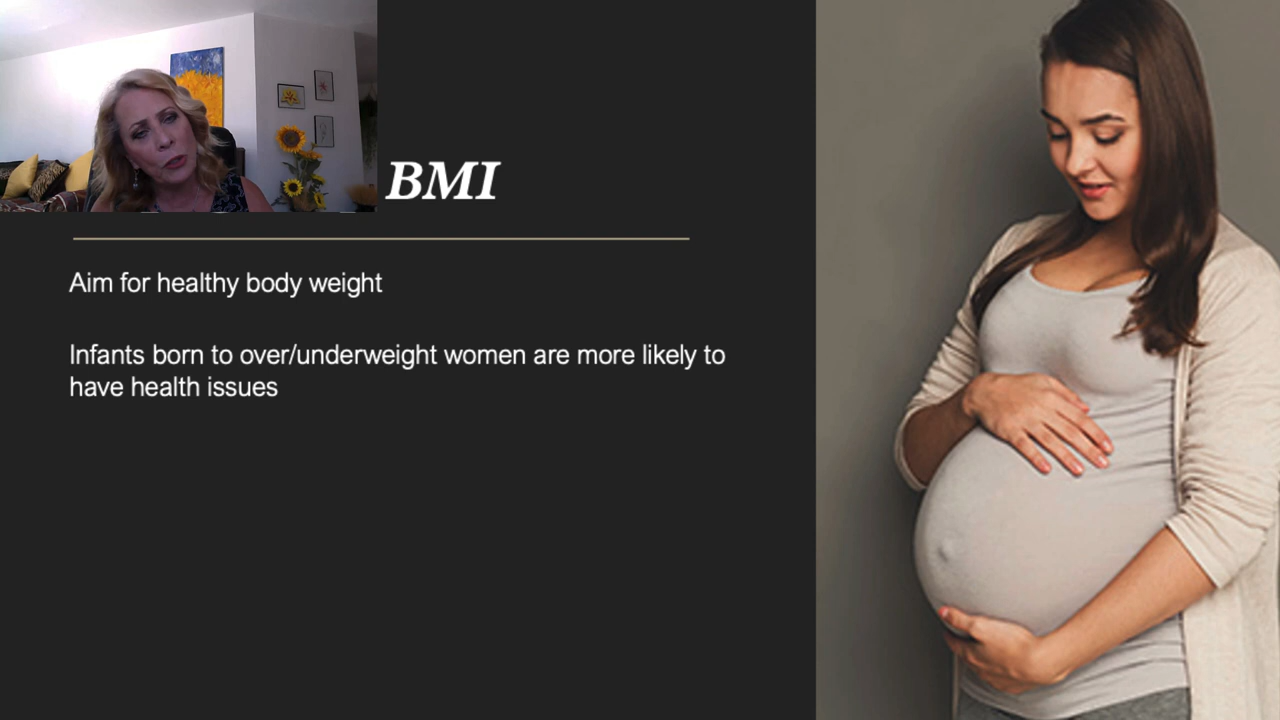 BMI
Aim for healthy body weight
Infants born to over/underweight women are more likely to
have health issues